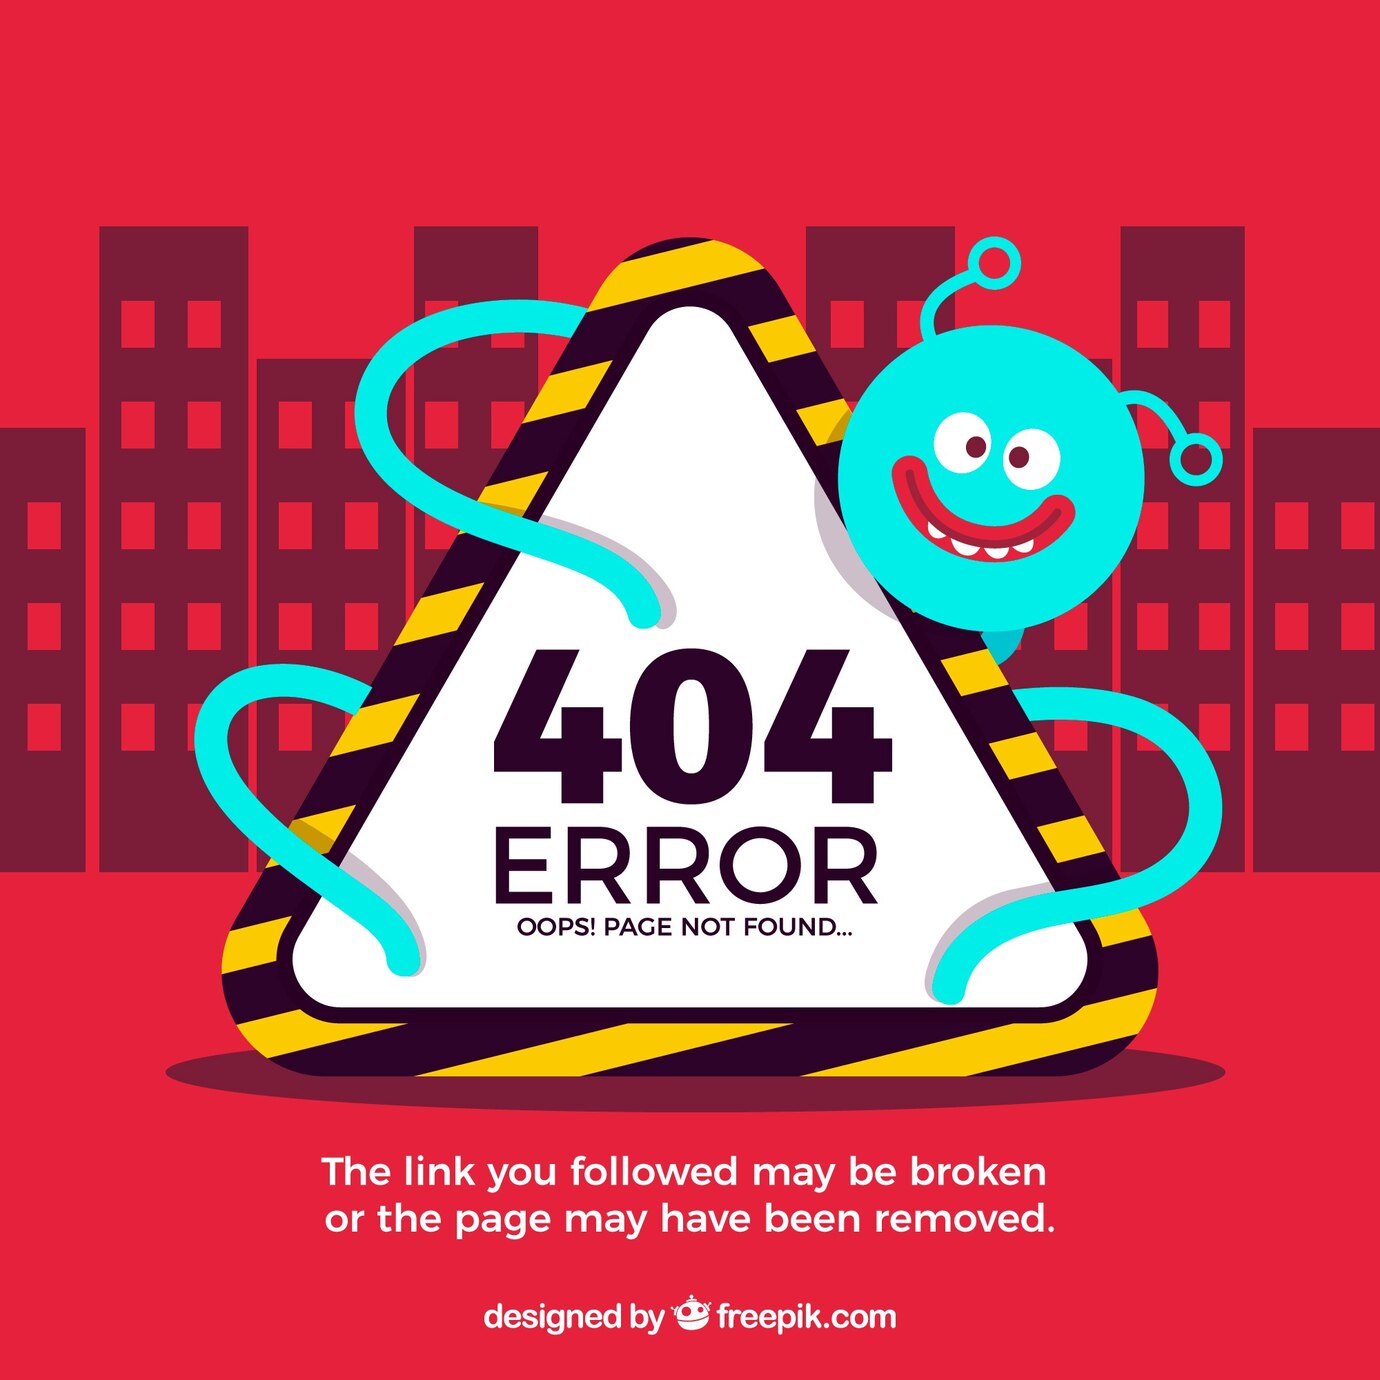 404
ERROR
OOPS! PAGE NOT FOUND...
The link you followed may be broken
or the page may have been removed.
designed by freepik.com